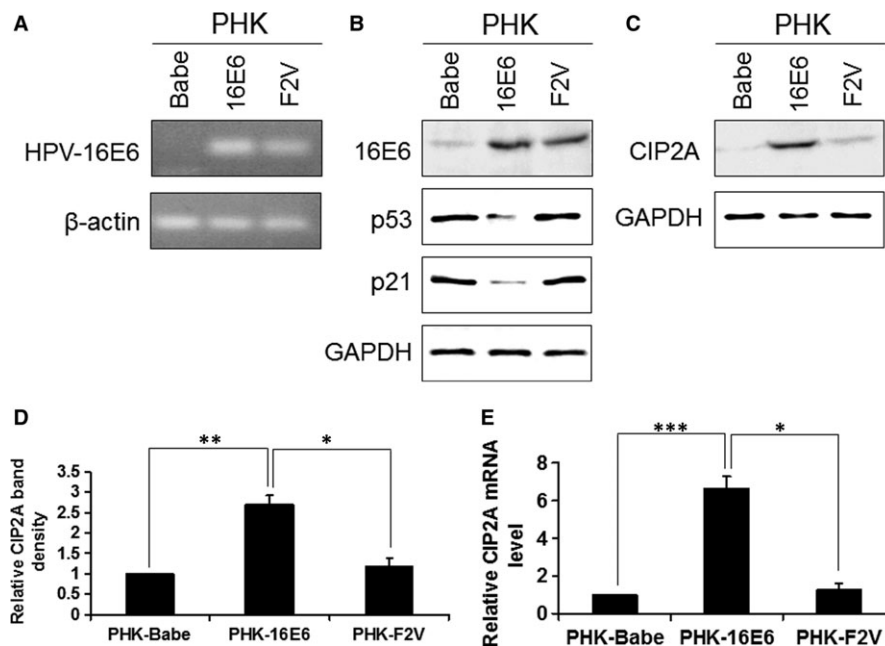 A
PHK
Babe
16E6
F2V
HPV-16E6
β-actin
B
PHK
Babe
16E6
F2V
16E6
p53
p21
GAPDH
C
PHK
Babe
16E6
F2V
CIP2A
GAPDH
D
** *
Relative CIP2A band
density
3.5
3
2.5
2
1.5
1
0.5
0
PHK-Babe PHK-16E6 PHK-F2V
E
*** *
Relative CIP2A mRNA
level
8
6
4
2
0
PHK-Babe PHK-16E6 PHK-F2V